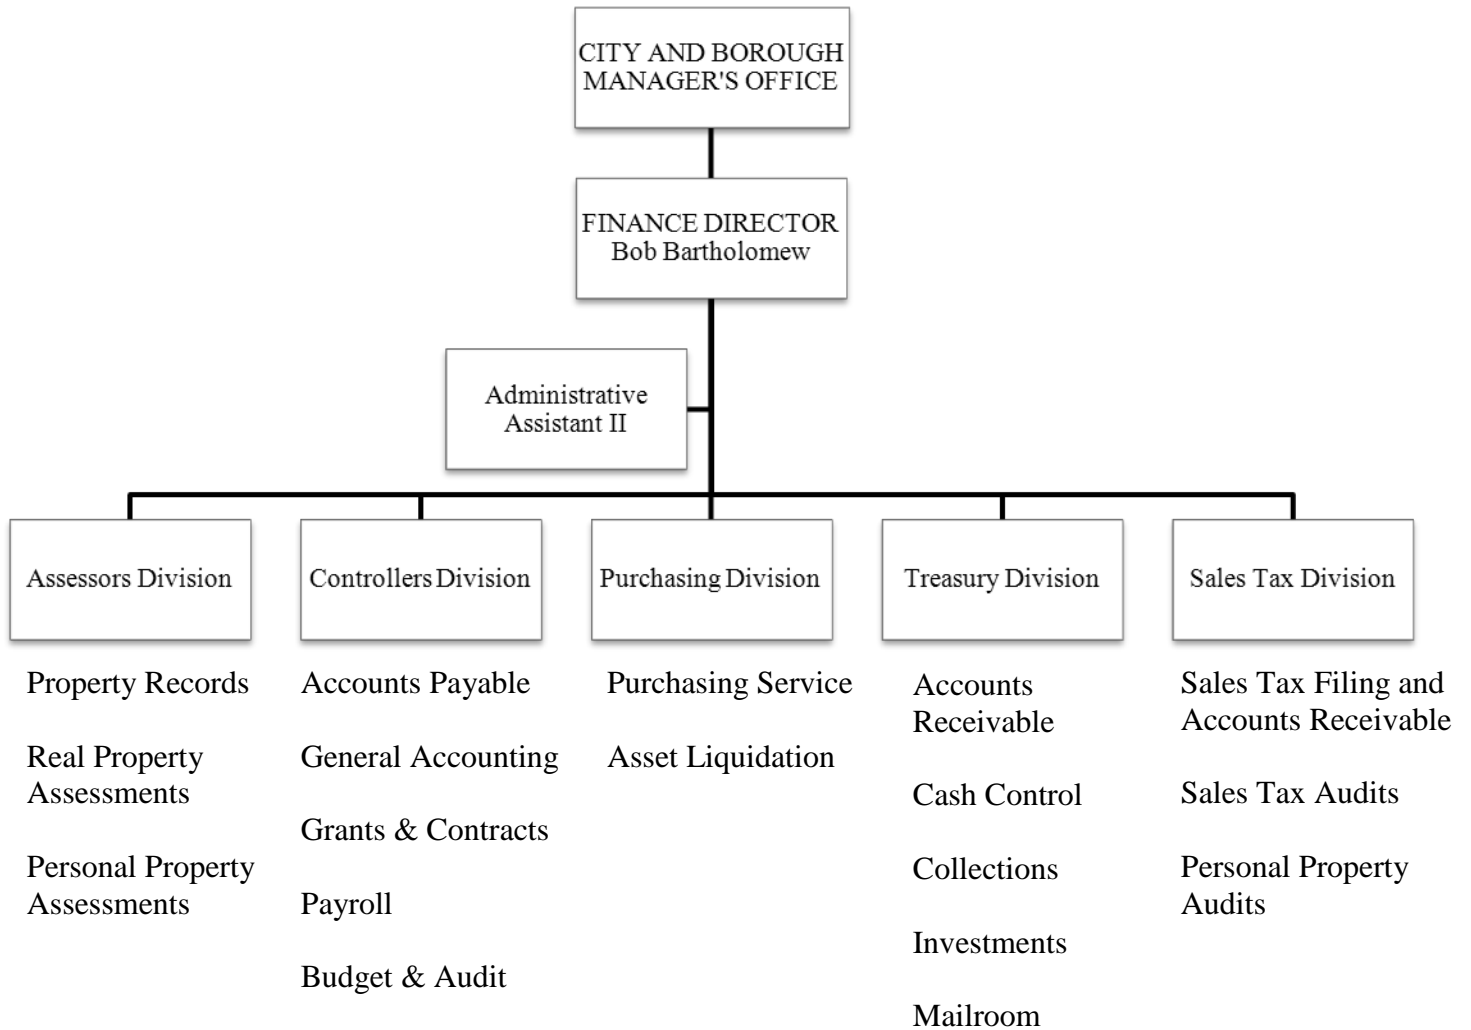 CITY AND BOROUGH
MANAGER'S OFFICE
FINANCE DIRECTOR
Bob Bartholomew
Administrative
Assistant II
Assessors Division
Controllers Division
Purchasing Division
Treasury Division
Sales Tax Division
Property Records
Real Property
Assessments
Personal Property
Assessments
Accounts Payable
General Accounting
Grants & Contracts
Payroll
Budget & Audit
Purchasing Service
Asset Liquidation
Accounts
Receivable
Cash Control
Collections
Investments
Mailroom
Sales Tax Filing and
Accounts Receivable
Sales Tax Audits
Personal Property
Audits